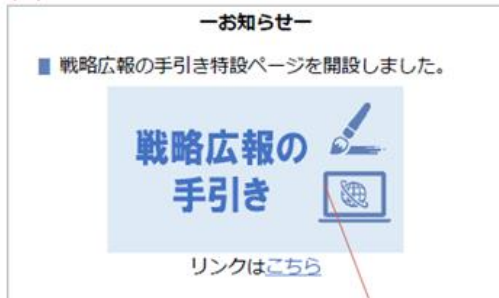 ーお知らせー
■ 戦略広報の手引き特設ページを開設しました。
戦略広報の
手引き
リンクはこちら